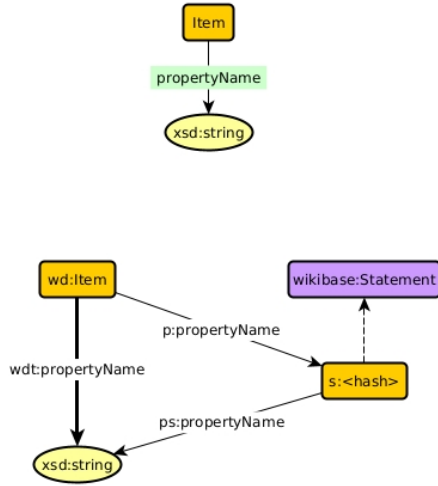 Item
propertyName
xsd:string
wd:Item
wikibase:Statement
p:propertyName
wdt:propertyName
s:<hash>
ps:propertyName
xsd:string